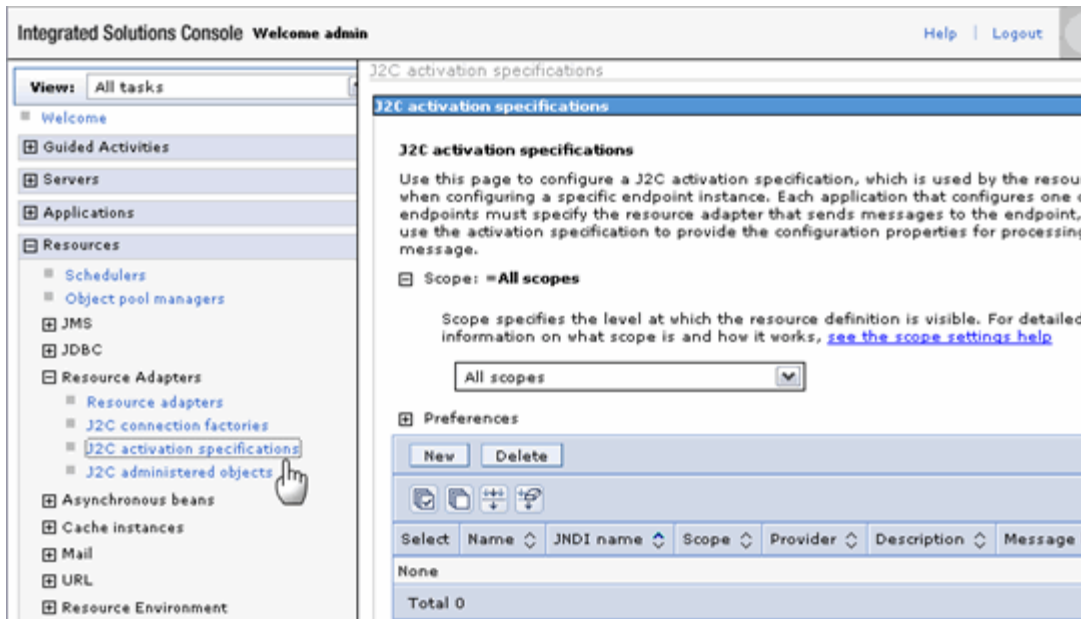 Integrated Solutions Console Welcome admin
Help | Logout
View: All tasks
Welcome
Guided Activities
Servers
Applications
Resources
Schedulers
Object pool managers
JMS
JDBC
Resource Adapters
Resource adapters
J2C connection factories
J2C activation specifications
J2C administered objects
Asynchronous beans
Cache instances
Mail
URL
Resource Environment
J2C activation specifications
J2C activation specifications
J2C activation specifications
Use this page to configure a J2C activation specification, which is used by the resou
when configuring a specific endpoint instance. Each application that configures one
endpoints must specify the resource adapter that sends messages to the endpoint,
use the activation specification to provide the configuration properties for processing
message.
Scope: =All scopes
Scope specifies the level at which the resource definition is visible. For detailed
information on what scope is and how it works, see the scope settings help
All scopes
Preferences
New Delete
Select Name JNDI name Scope Provider Description Message
None
Total 0